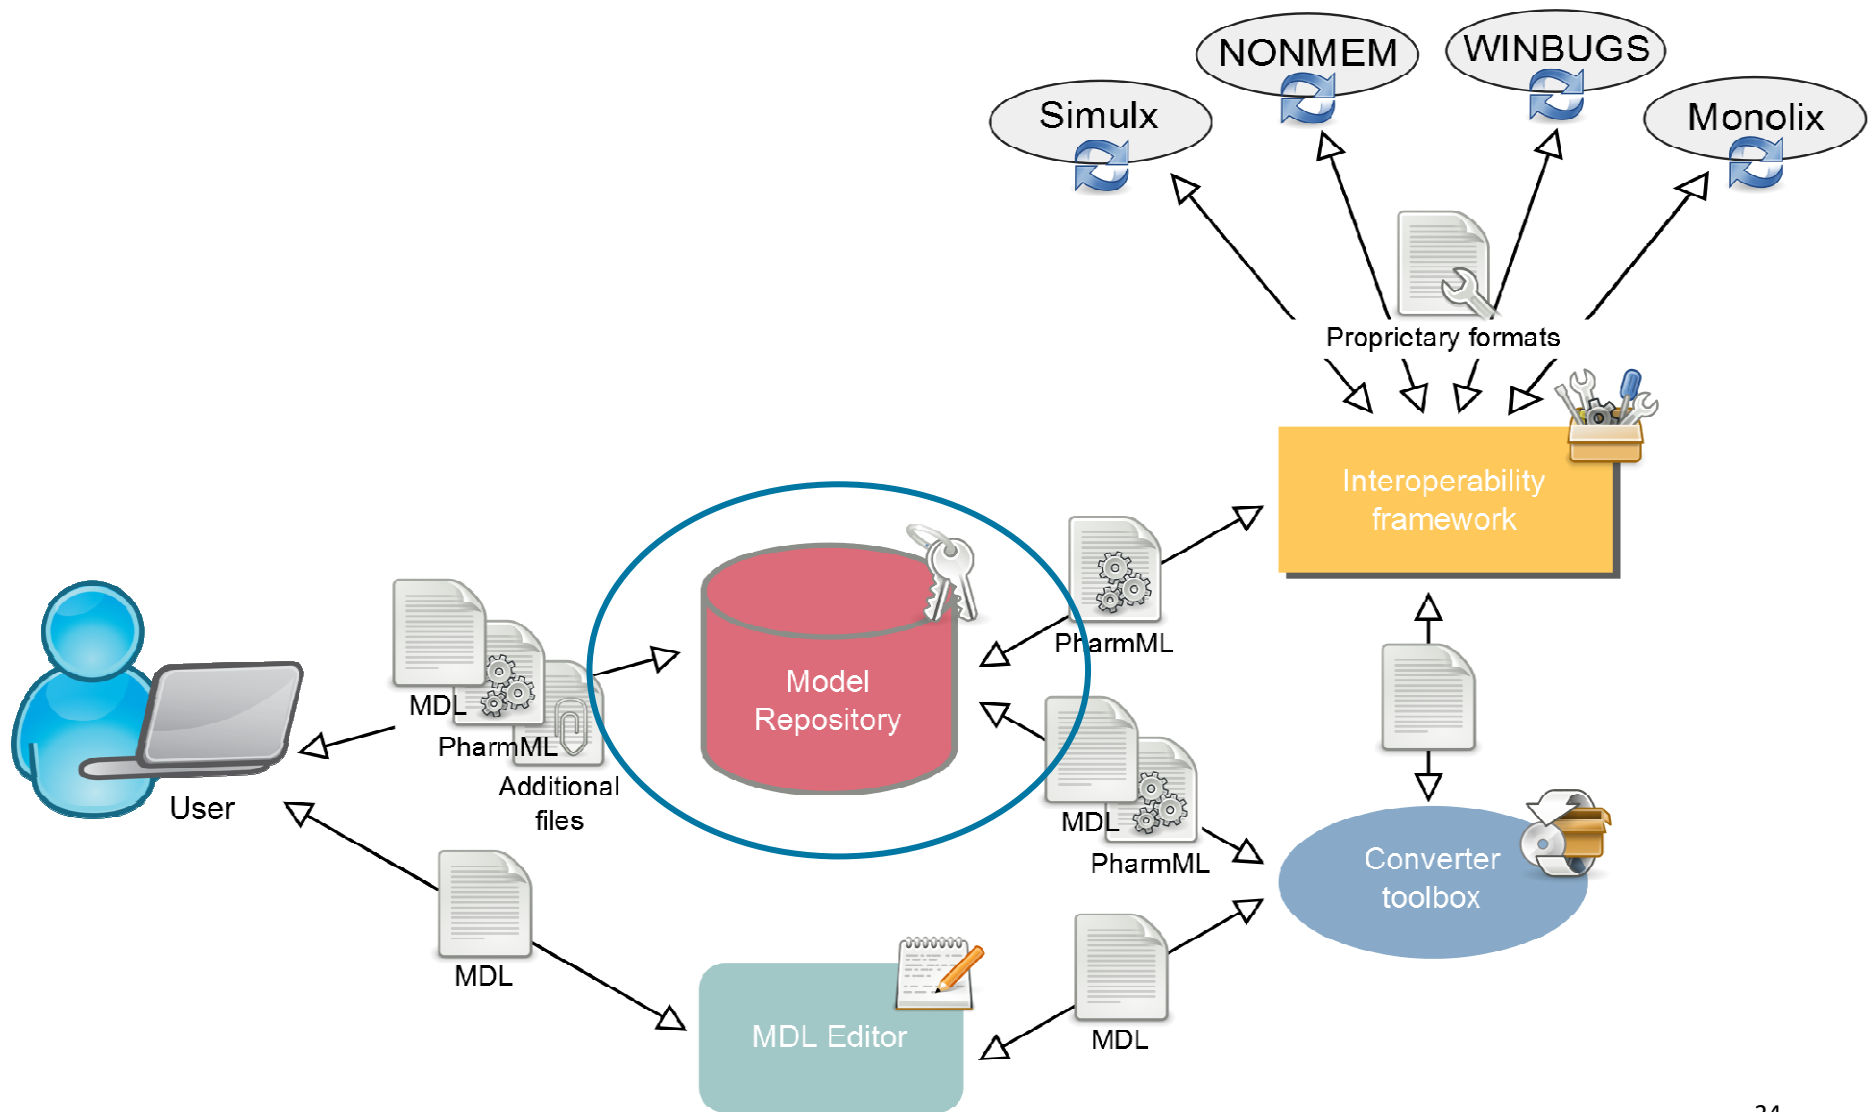 NONMEM
WINBUGS
Simulx
Monolix
Proprietary formats
Interoperability
framework
PharmML
Model
Repository
MDL
PharmML
Additional
files
User
MDL
PharmML
Converter
toolbox
MDL
MDL Editor
MDL